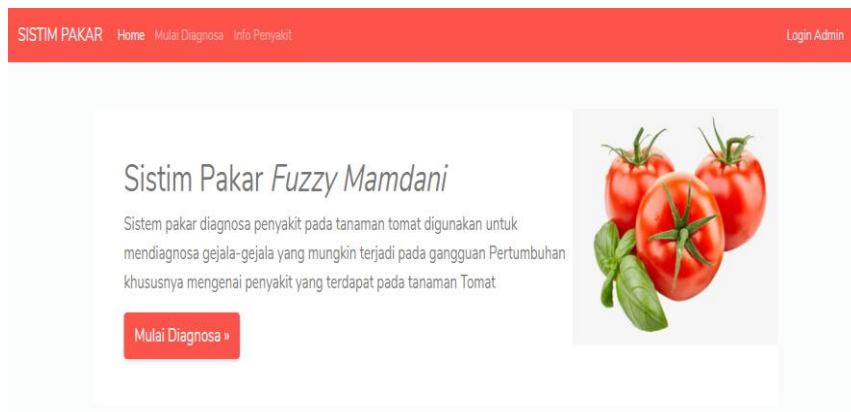 SISTIM PAKAR Home Mulai Diagnosa Info Penyakit Login Admin
Sistim Pakar Fuzzy Mamdani
Sistem pakar diagnosa penyakit pada tanaman tomat digunakan untuk
mendiagnosa gejala-gejala yang mungkin terjadi pada gangguan Pertumbuhan
khususnya mengenai penyakit yang terdapat pada tanaman Tomat
Mulai Diagnosa »